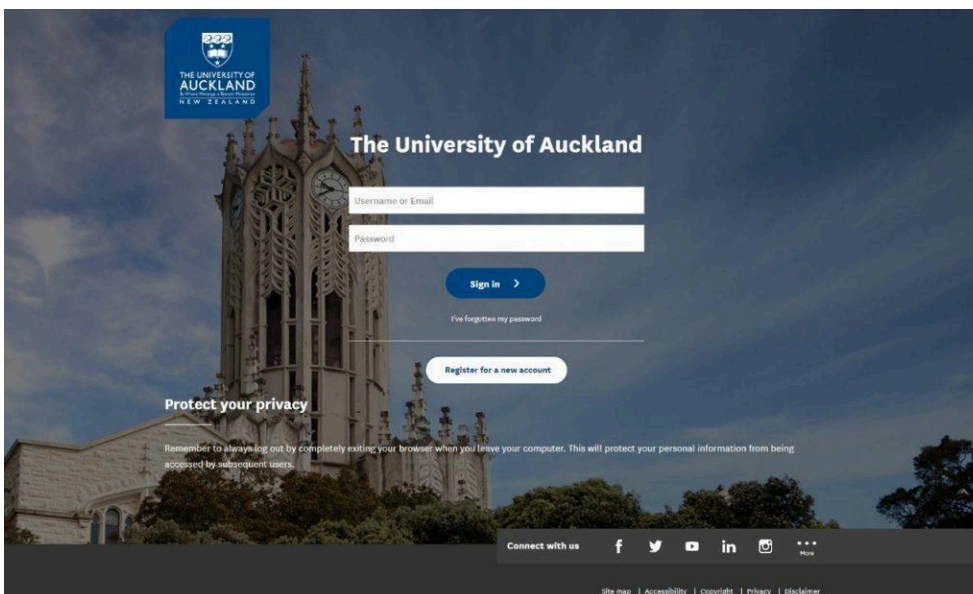 THE UNIVERSITY OF
AUCKLAND
NEW ZEALAND
The University of Auckland
Username or Email
Password
Sign in
I've forgotten my password
Register for a new account
Protect your privacy
Remember to always log out by completely exiting your browser when you leave your computer. This will protect your personal information from being
accessed by subsequent users.
Connect with us
More
Site map | Accessibility | Copyright | Privacy | Disclaimer